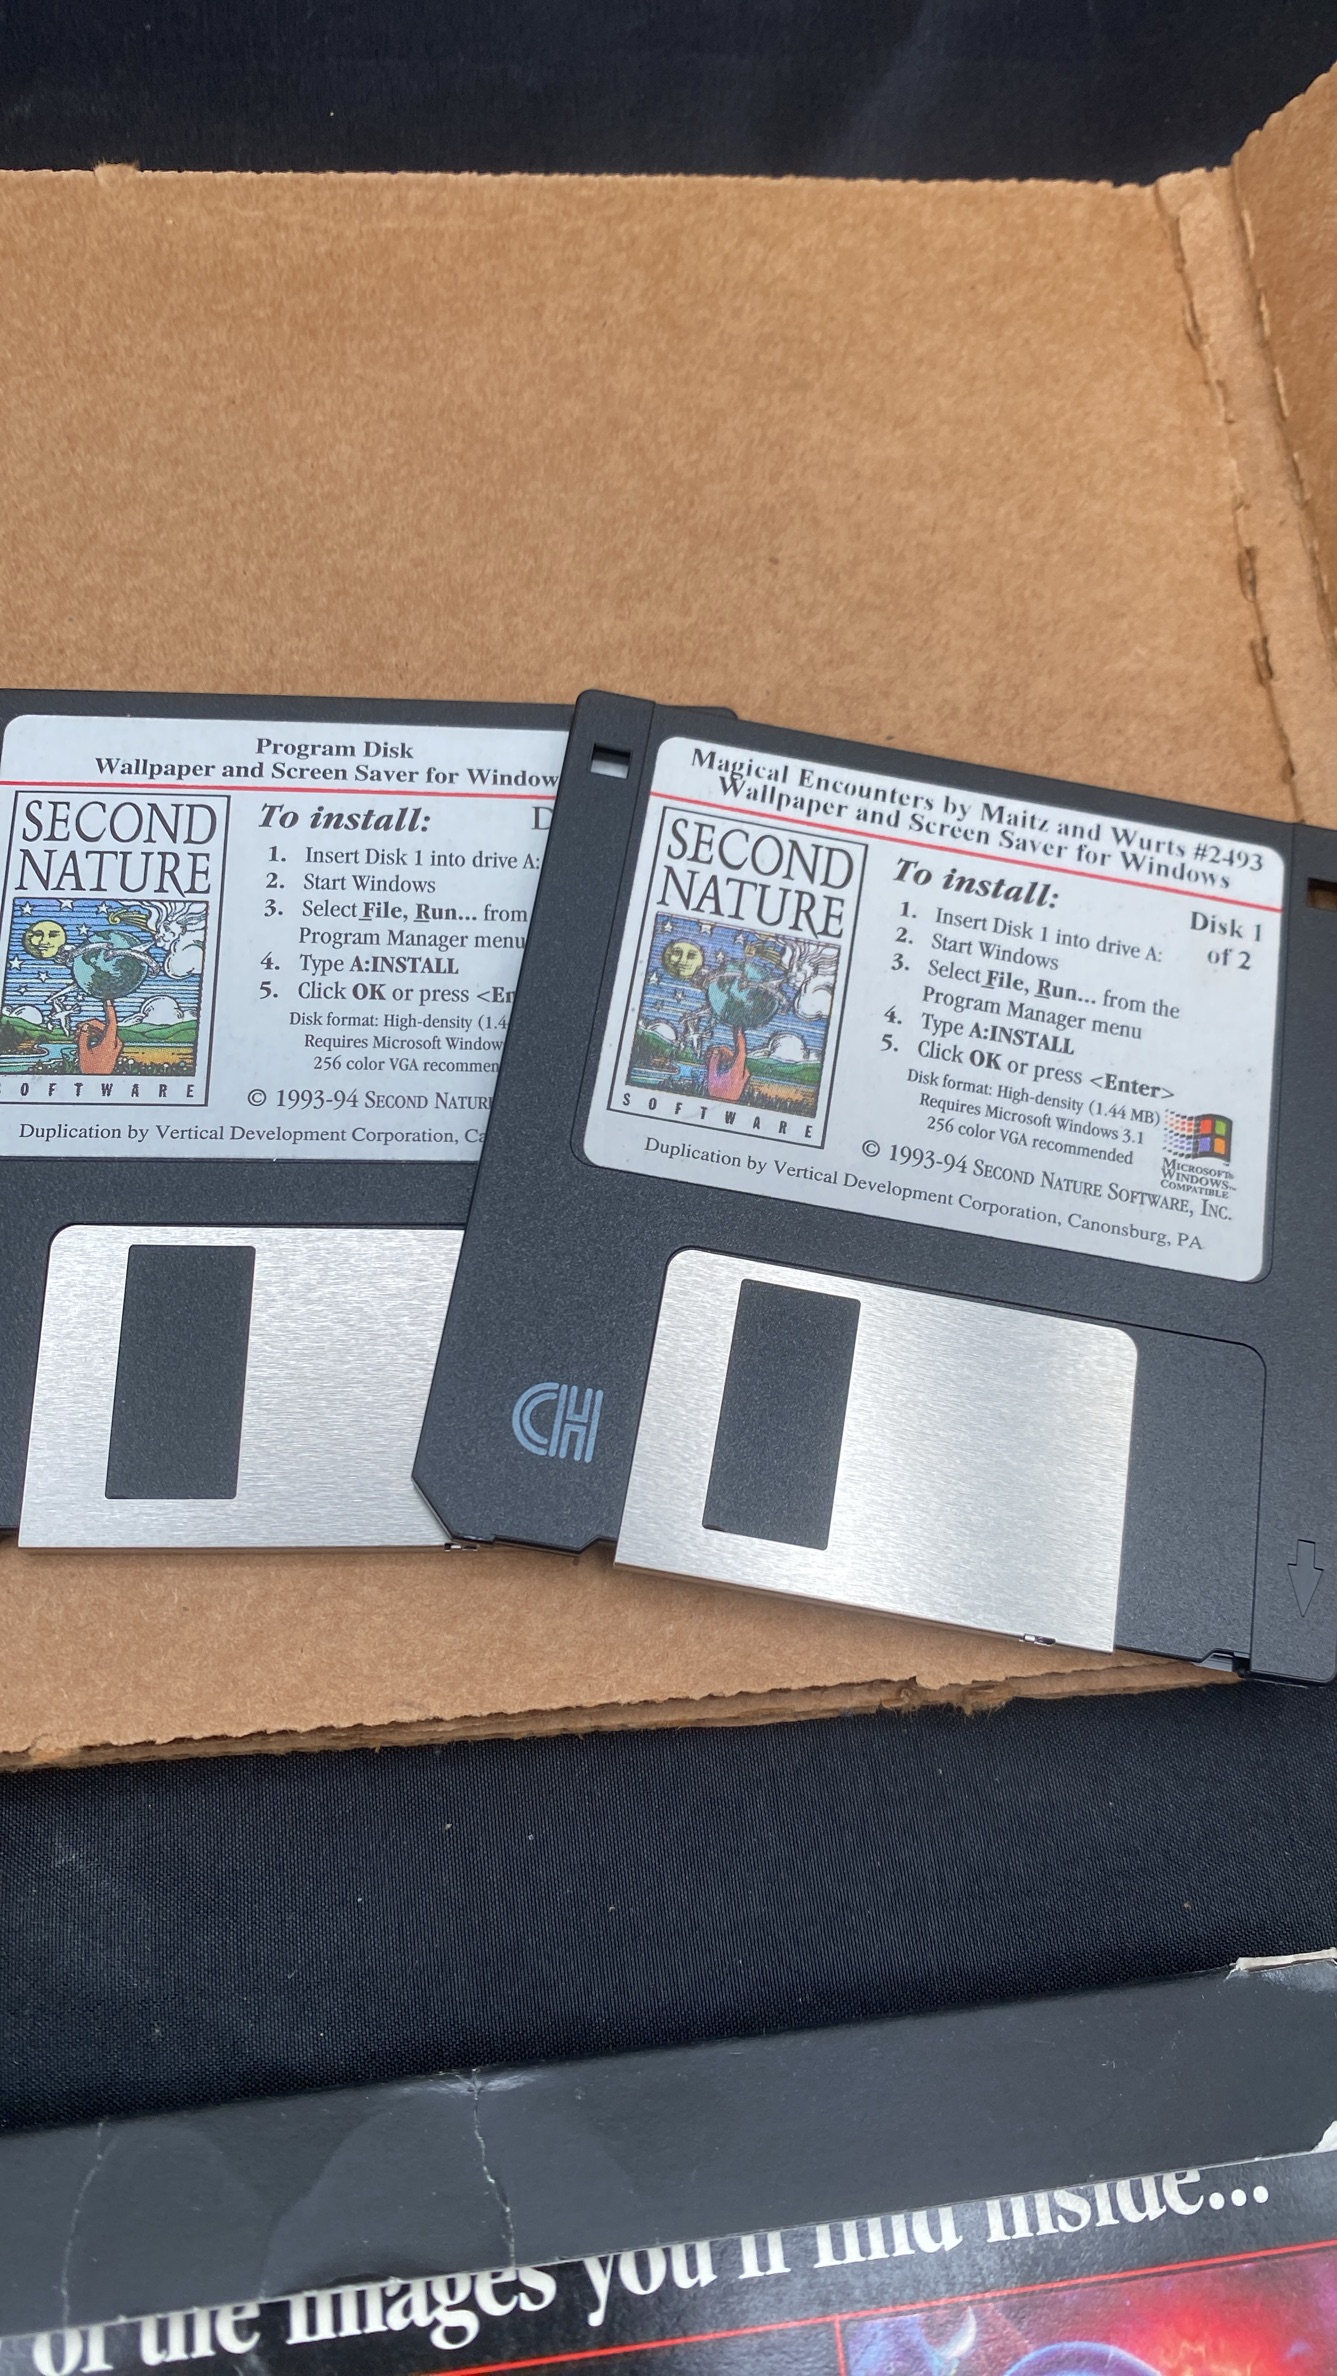 Program Disk
Wallpaper and Screen Saver for Window
SECOND
NATURE
SOFTWARE
To install:
1. Insert Disk 1 into drive A:
2. Start Windows
3. Select File, Run... from
Program Manager menu
4. Type A:INSTALL
5. Click OK or press <En
Disk format: High-density (1.4
Requires Microsoft Window
256 color VGA recommen
© 1993-94 SECOND NATUR
Duplication by Vertical Development Corporation, Ca
Magical Encounters by Maitz and Wurts #2493
Wallpaper and Screen Saver for Windows
SECOND
NATURE
SOFTWARE
To install:
Disk 1
of 2
1. Insert Disk 1 into drive A:
2. Start Windows
3. Select File, Run... from the
Program Manager menu
4. Type A:INSTALL
5. Click OK or press <Enter>
Disk format: High-density (1.44 MB)
Requires Microsoft Windows 3.1
256 color VGA recommended
MICROSOFT®
WINDOWS™
COMPATIBLE
© 1993-94 SECOND NATURE SOFTWARE, INC.
Duplication by Vertical Development Corporation, Canonsburg, PA
CH
of the images you'll find inside...